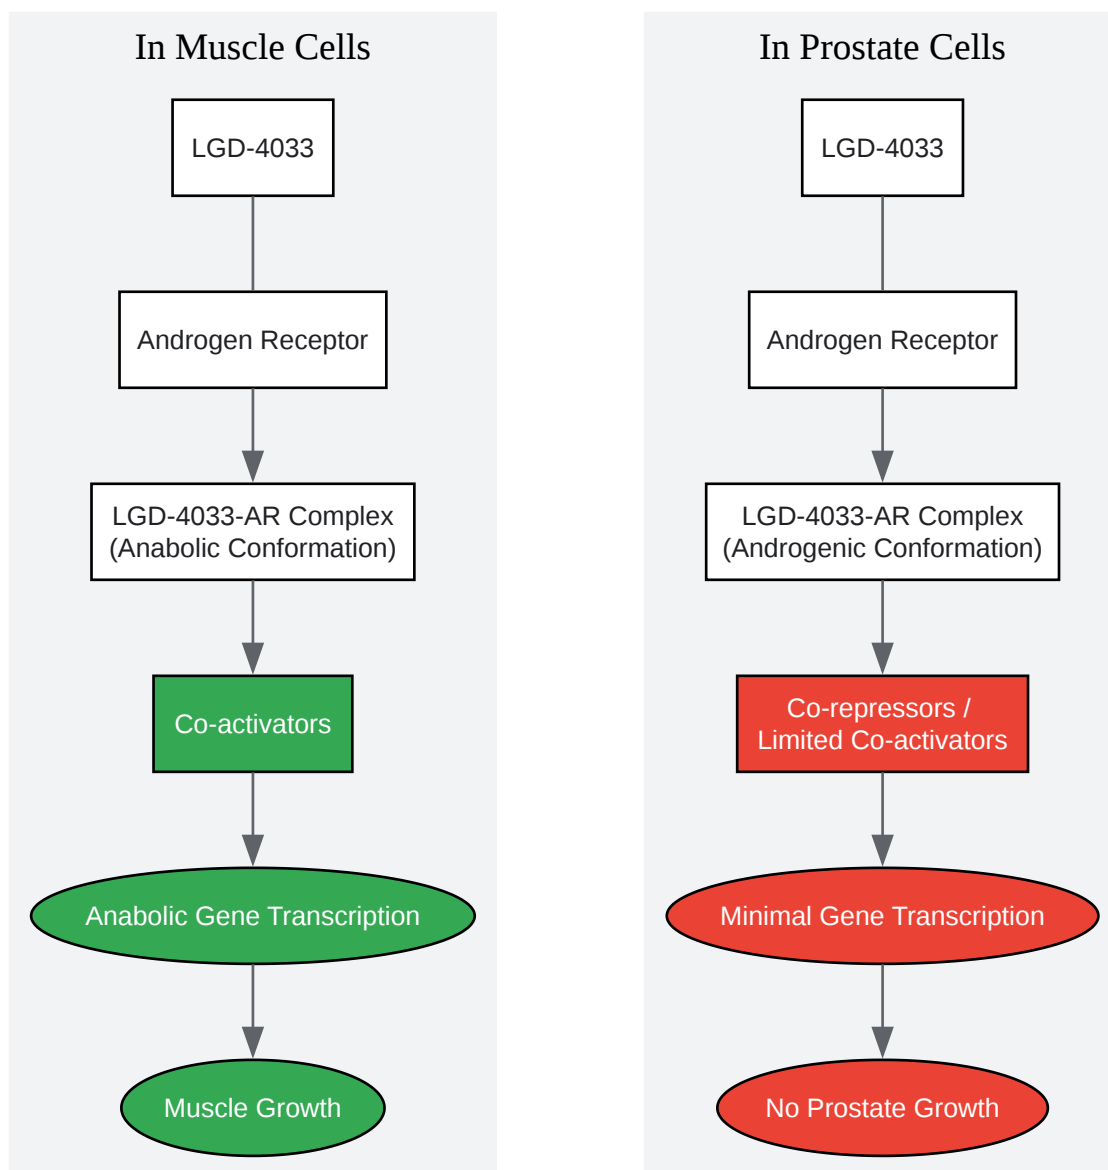 In Muscle Cells
LGD-4033
Androgen Receptor
LGD-4033-AR Complex
(Anabolic Conformation)
Co-activators
Anabolic Gene Transcription
Muscle Growth
In Prostate Cells
LGD-4033
Androgen Receptor
LGD-4033-AR Complex
(Androgenic Conformation)
Co-repressors /
Limited Co-activators
Minimal Gene Transcription
No Prostate Growth